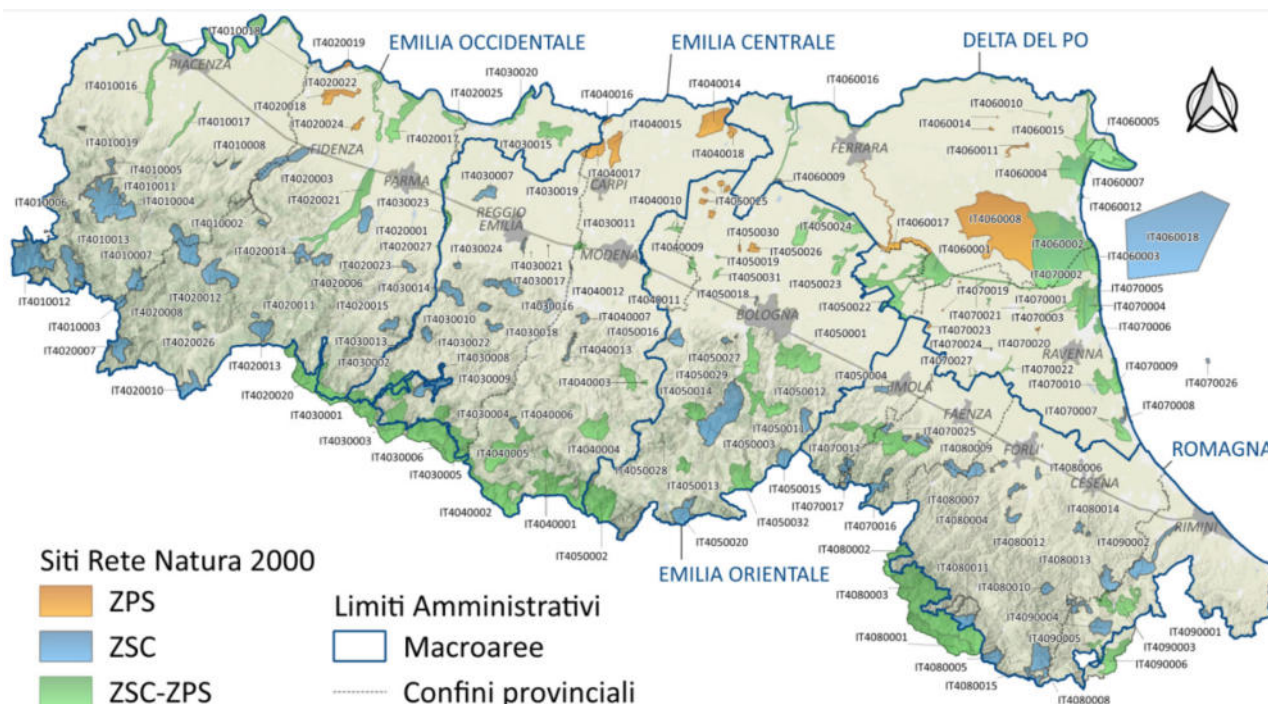 EMILIA OCCIDENTALE
EMILIA CENTRALE
DELTA DEL PO
IT4010018
IT4020019
PIACENZA
IT4020022
IT4030020
IT4040016
IT4040014
IT4060016
IT4010016
IT4020018
IT4020025
IT4040015
IT4060010
IT4060005
IT4010017
IT4020024
IT4020017
IT4030015
IT4040018
IT4060014
IT4060015
IT4010019
IT4010008
FIDENZA
FERRARA
IT4060011
IT4010005
IT4020003
PARMA
IT4030007
IT4030019
IT4040017
CARPI
IT4060009
IT4060004
IT4060007
IT4010011
IT4010004
IT4020021
IT4030023
IT4040010
IT4050025
IT4060012
IT4010006
IT4010002
REGGIO
EMILIA
IT4030011
IT4050024
IT4060017
IT4060008
IT4010013
IT4020001
IT4050030
IT4060018
IT4010007
IT4020014
IT4020027
IT4030024
IT4030021
MODENA
IT4040009
IT4050019
IT4050026
IT4060001
IT4060002
IT4060003
IT4020023
IT4030017
IT4050031
IT4050023
IT4070002
IT4010012
IT4020006
IT4030014
IT4040012
IT4040011
IT4050018
IT4050022
IT4070019
IT4070001
IT4070005
IT4010003
IT4020012
IT4020011
IT4020015
IT4030016
IT4040007
BOLOGNA
IT4070021
IT4070003
IT4070004
IT4020008
IT4030010
IT4030018
IT4050016
IT4050001
IT4070023
IT4070020
IT4070006
IT4020007
IT4020026
IT4030013
IT4030022
IT4040013
IT4050027
IT4070024
RAVENNA
IT4020013
IT4030002
IT4030008
IT4050029
IT4050004
IT4070027
IT4070022
IT4070009
IT4020010
IT4020020
IT4030009
IT4040003
IT4050014
IT4050012
IMOLA
IT4070010
IT4070026
IT4030001
IT4030004
IT4040006
FAENZA
IT4070007
IT4070008
IT4030003
IT4050011
IT4070025
IT4030006
IT4040005
IT4040004
IT4050003
IT4070011
IT4080009
FORLI'
ROMAGNA
IT4030005
IT4050028
IT4050013
IT4080006
CESENA
IT4040002
IT4040001
IT4050015
IT4080007
IT4080014
IT4070017
IT4050032
IT4070016
IT4080004
RIMINI
IT4050002
IT4050020
IT4080012
IT4090002
Siti Rete Natura 2000
EMILIA ORIENTALE
IT4080002
IT4080013
IT4080011
ZPS
Limiti Amministrativi
IT4080003
IT4080010
ZSC
Macroaree
IT4080001
IT4090004
IT4090005
IT4090001
IT4090003
ZSC-ZPS
Confini provinciali
IT4080005
IT4090006
IT4080015
IT4080008